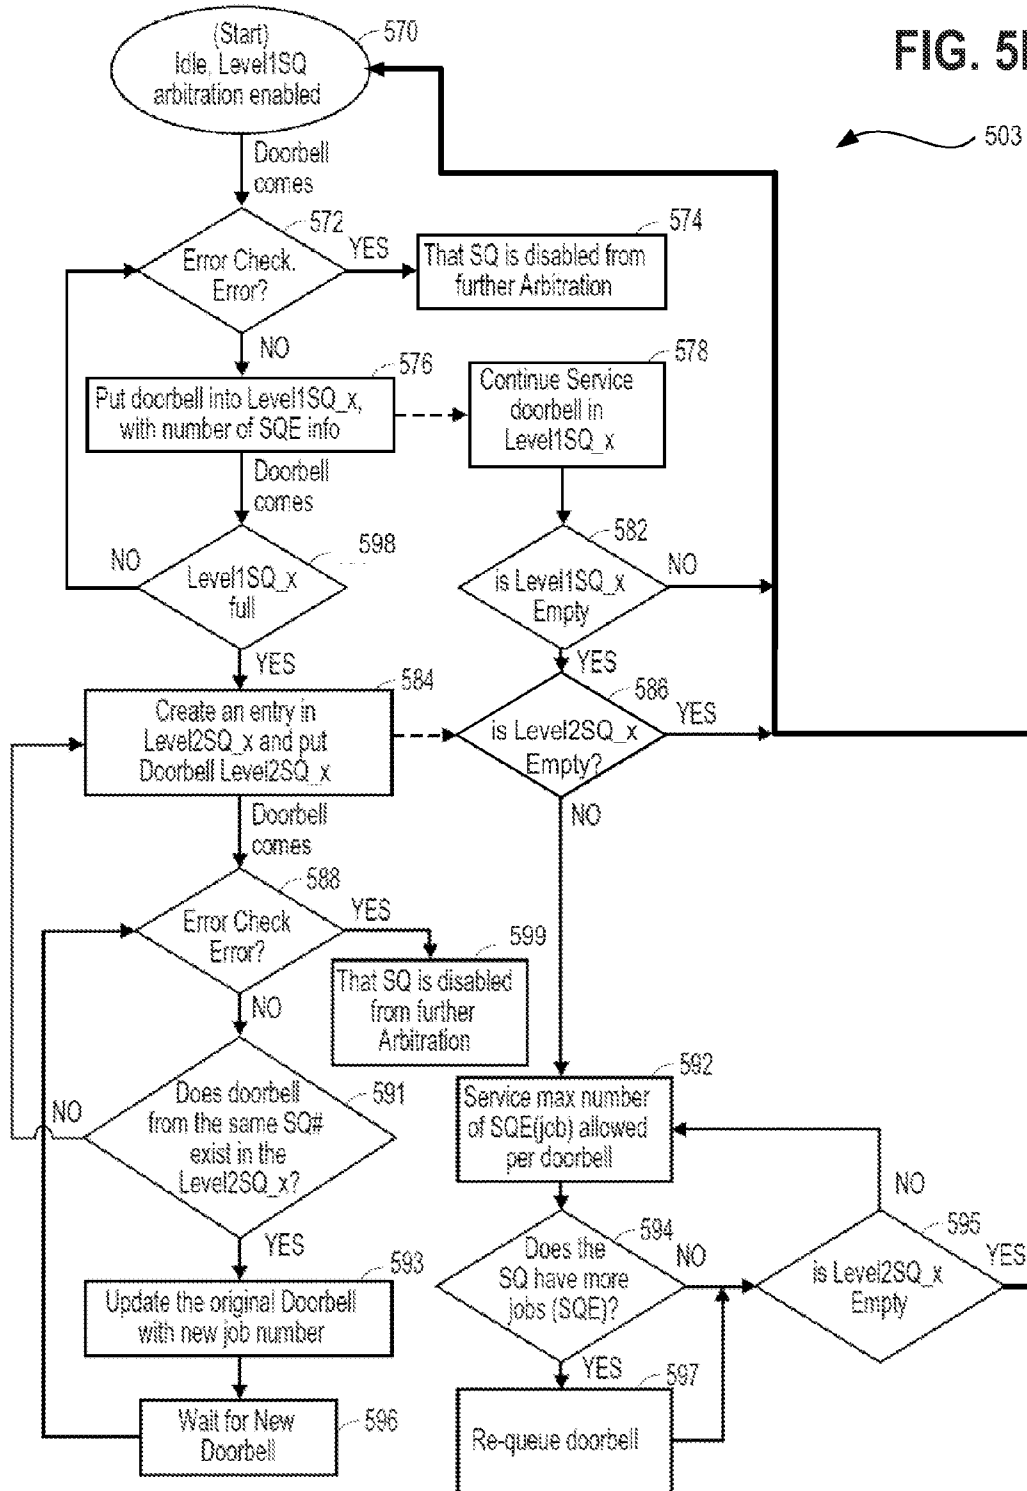 FIG. 5
503
(Start)
Idle, Level1SQ
arbitration enabled
570
Doorbell
comes
572
Error Check.
Error?
YES
574
That SQ is disabled from
further Arbitration
NO
576
Put doorbell into Level1SQ_x,
with number of SQE info
578
Continue Service
doorbell in
Level1SQ_x
Doorbell
comes
598
Level1SQ_x
full
NO
582
is Level1SQ_x
Empty
NO
YES
YES
584
Create an entry in
Level2SQ_x and put
Doorbell Level2SQ_x
586
is Level2SQ_x
Empty?
YES
NO
Doorbell
comes
588
Error Check
Error?
YES
599
That SQ is disabled
from further
Arbitration
NO
591
Does doorbell
from the same SQ#
exist in the
Level2SQ_x?
NO
592
Service max number
of SQE(job) allowed
per doorbell
NO
YES
593
Update the original Doorbell
with new job number
594
Does the
SQ have more
jobs (SQE)?
NO
595
is Level2SQ_x
Empty
YES
YES
596
Wait for New
Doorbell
597
Re-queue doorbell